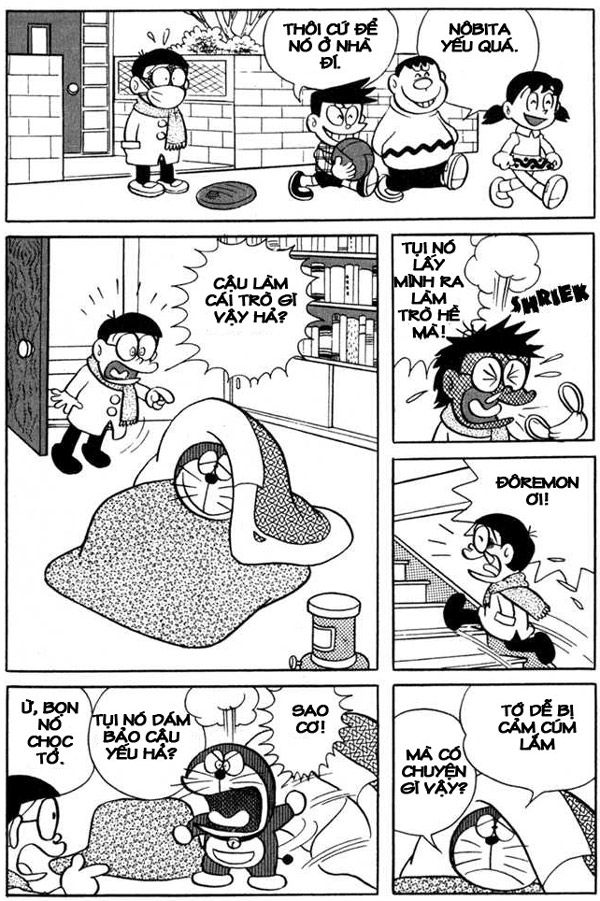 NÔBITA
YẾU QUÁ.
THÔI CỨ ĐỂ
NÓ Ở NHÀ
ĐI.
TỤI NÓ
LẤY
MÌNH RA
LÀM
TRÒ HỀ
MÀ!
SHRIEK
ĐÔREMON
ƠI!
CẬU LÀM
CÁI TRÒ GÌ
VẬY HẢ?
TỚ DỄ BỊ
CẢM CÚM
LẮM
MÀ CÓ
CHUYỆN
GÌ VẬY?
SAO
CƠ!
TỤI NÓ DÁM
BẢO CẬU
YẾU HẢ?
Ừ, BỌN
NÓ
CHỌC
TỚ.